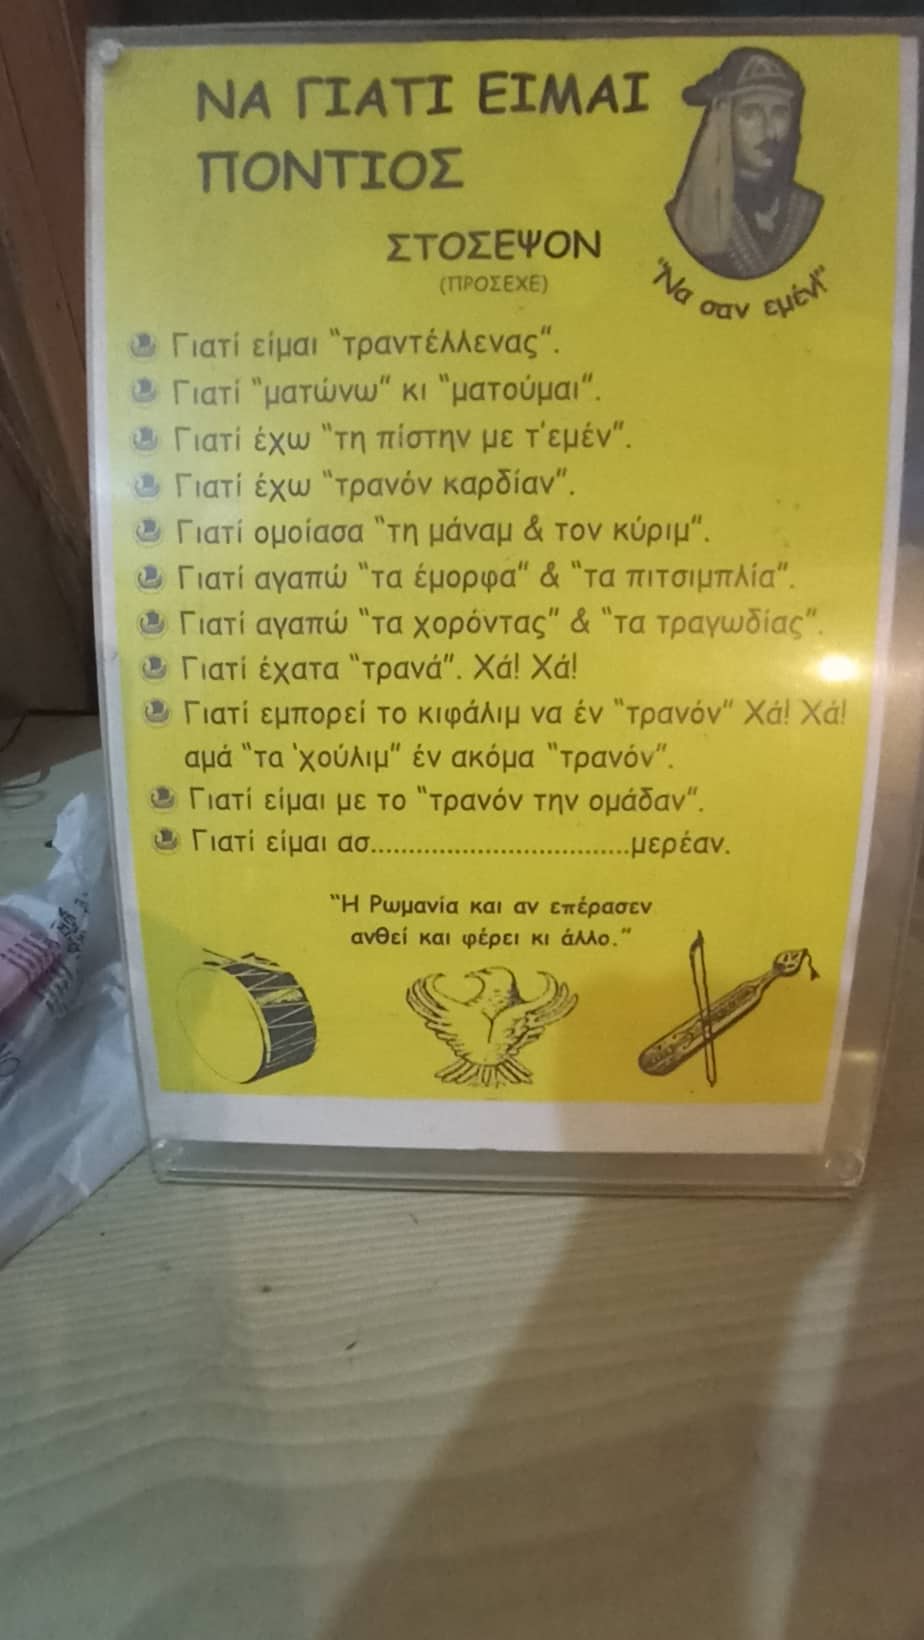 ΝΑ ΓΙΑΤΙ ΕΙΜΑΙ
ΠΟΝΤΙΟΣ
ΣΤΟΣΕΨΟΝ
(ΠΡΟΣΕΧΕ)
"Να σαν εμέν!"
Γιατί είμαι "τραντέλλενας".
Γιατί "ματώνω" κι "ματούμαι".
Γιατί έχω "τη πίστην με τ'εμέν".
Γιατί έχω "τρανόν καρδίαν".
Γιατί ομοίασα "τη μάναμ & τον κύριμ".
Γιατί αγαπώ "τα έμορφα" & "τα πιτσιμπλία".
Γιατί αγαπώ "τα χορόντας" & "τα τραγωδίας".
Γιατί έχατα "τρανά". Χά! Χά!
Γιατί εμπορεί το κιφάλιμ να έν "τρανόν" Χά! Χά!
αμά "τα 'χούλιμ" έν ακόμα "τρανόν".
Γιατί είμαι με το "τρανόν την ομάδαν".
Γιατί είμαι ασ..................................μερέαν.
"Η Ρωμανία και αν επέρασεν
ανθεί και φέρει κι άλλο."